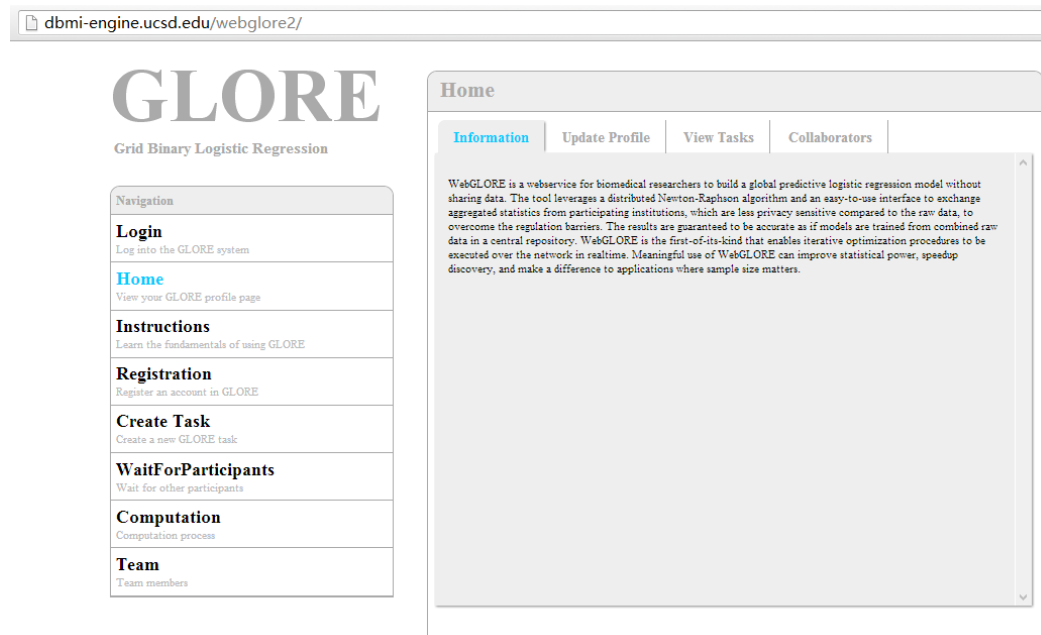 dbmi-engine.ucsd.edu/webglore2/
GLORE
Grid Binary Logistic Regression
Navigation
Login
Log into the GLORE system
Home
View your GLORE profile page
Instructions
Learn the fundamentals of using GLORE
Registration
Register an account in GLORE
Create Task
Create a new GLORE task
WaitForParticipants
Wait for other participants
Computation
Computation process
Team
Team members
Home
Information Update Profile View Tasks Collaborators
WebGLORE is a webservice for biomedical researchers to build a global predictive logistic regression model without
sharing data. The tool leverages a distributed Newton-Raphson algorithm and an easy-to-use interface to exchange
aggregated statistics from participating institutions, which are less privacy sensitive compared to the raw data, to
overcome the regulation barriers. The results are guaranteed to be accurate as if models are trained from combined raw
data in a central repository. WebGLORE is the first-of-its-kind that enables iterative optimization procedures to be
executed over the network in realtime. Meaningful use of WebGLORE can improve statistical power, speedup
discovery, and make a difference to applications where sample size matters.